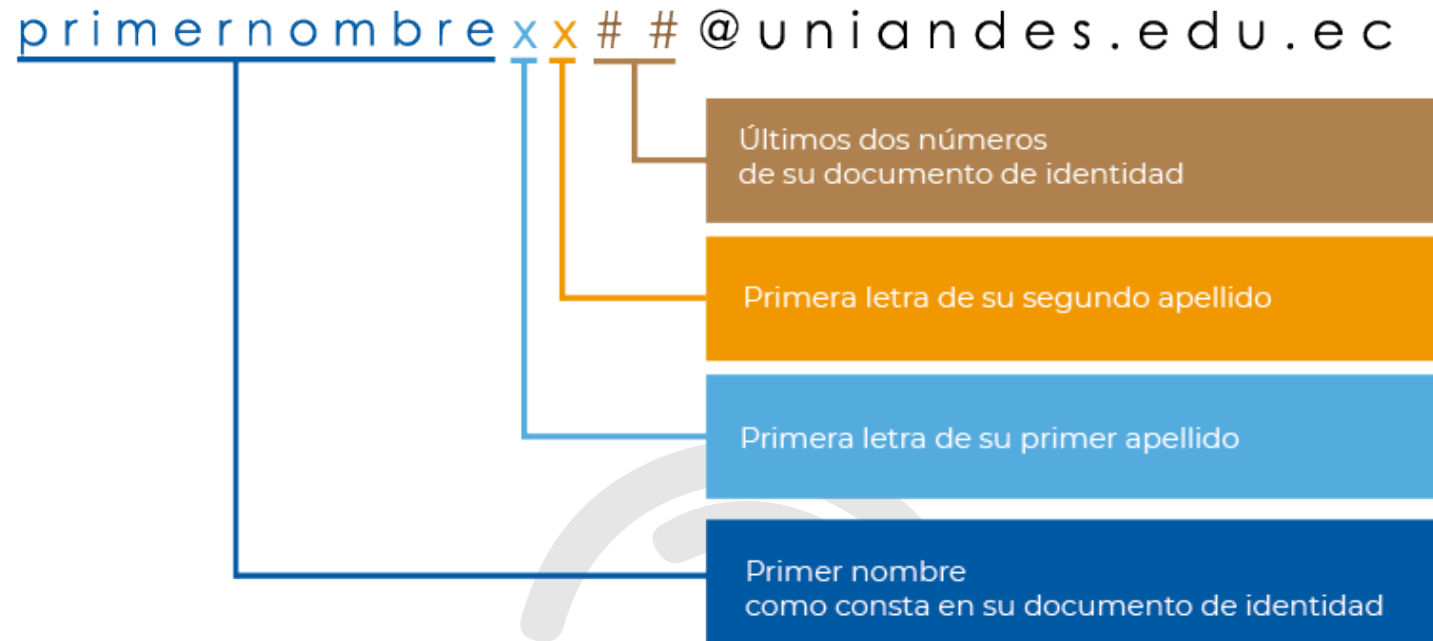 primernombrexx##@uniandes.edu.ec
Últimos dos números
de su documento de identidad
Primera letra de su segundo apellido
Primera letra de su primer apellido
Primer nombre
como consta en su documento de identidad